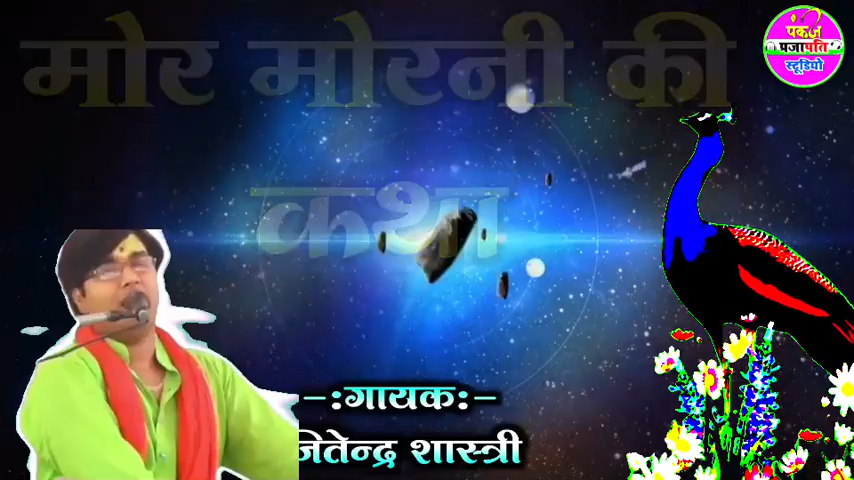 मोर मोरनी की
कथा
पंकज
प्रजापति
स्टूडियो
-:गायक:-
जितेन्द्र शास्त्री